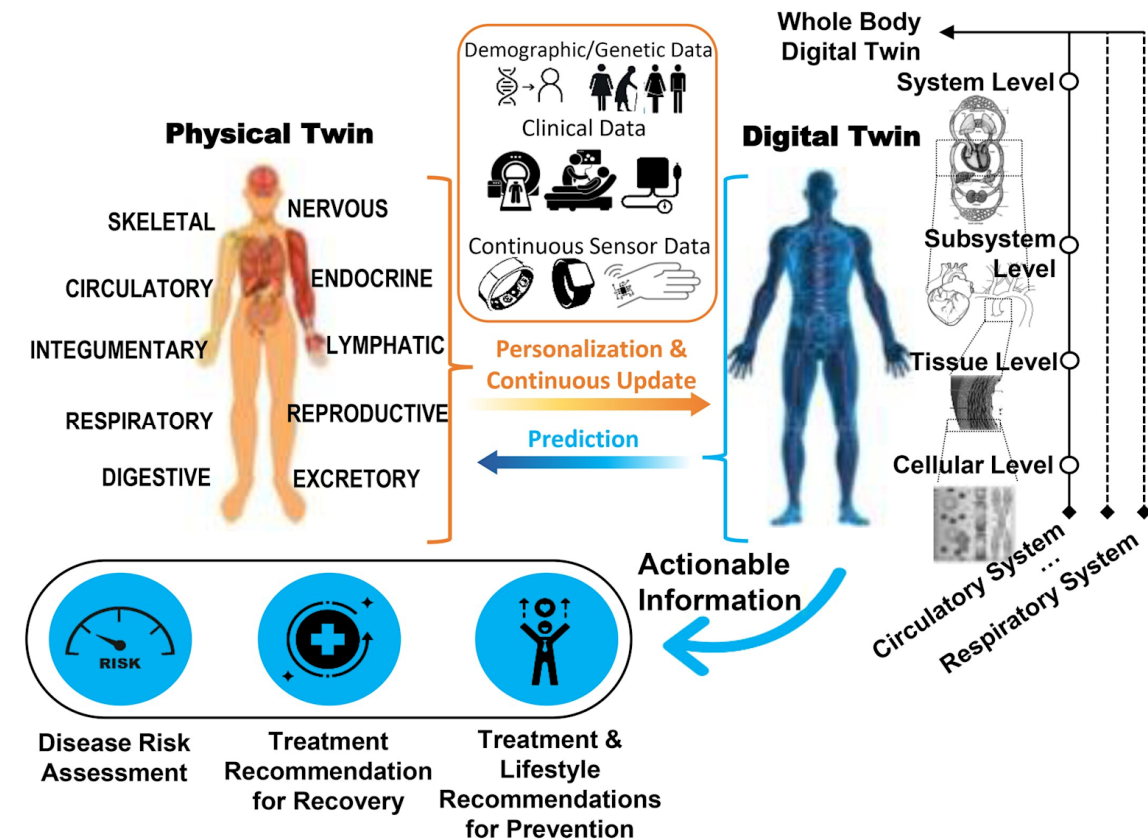 Demographic/Genetic Data
Clinical Data
Continuous Sensor Data
Physical Twin
SKELETAL
NERVOUS
CIRCULATORY
ENDOCRINE
INTEGUMENTARY
LYMPHATIC
RESPIRATORY
REPRODUCTIVE
DIGESTIVE
EXCRETORY
Personalization &
Continuous Update
Prediction
Digital Twin
Whole Body
Digital Twin
System Level
Subsystem
Level
Tissue Level
Cellular Level
Circulatory System
...
Respiratory System
Actionable
Information
RISK
Disease Risk
Assessment
Treatment
Recommendation
for Recovery
Treatment &
Lifestyle
Recommendations
for Prevention